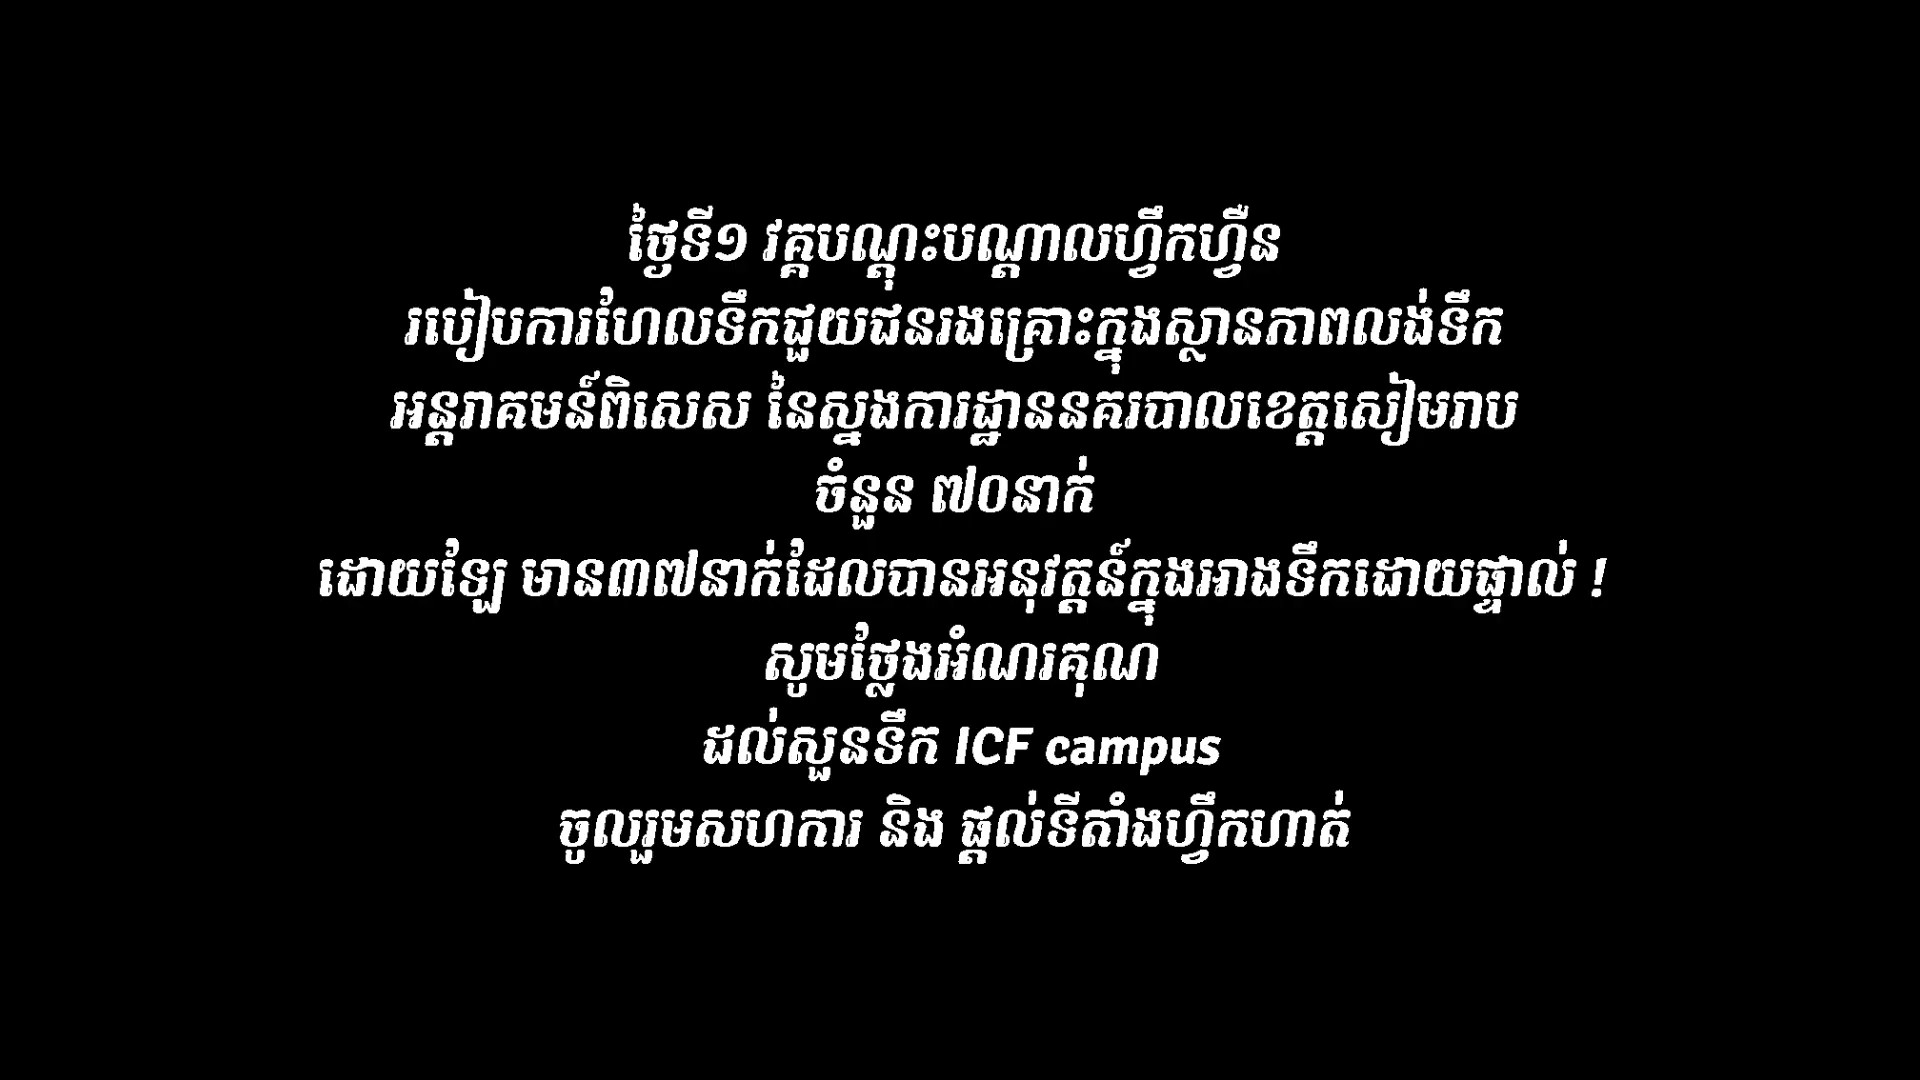 ថ្ងៃទី១ វគ្គបណ្តុះបណ្តាលហ្វឹកហ្វឺន
របៀបការហែលទឹកជួយជនរងគ្រោះក្នុងស្ថានភាពលង់ទឹក
អន្តរាគមន៍ពិសេស នៃស្នងការដ្ឋាននគរបាលខេត្តសៀមរាប
ចំនួន ៧០នាក់
ដោយឡែ មាន៣៧នាក់ដែលបានអនុវត្តន៍ក្នុងអាងទឹកដោយផ្ទាល់ !
សូមថ្លែងអំណរគុណ
ដល់សួនទឹក ICF campus
ចូលរួមសហការ និង ផ្តល់ទីតាំងហ្វឹកហាត់